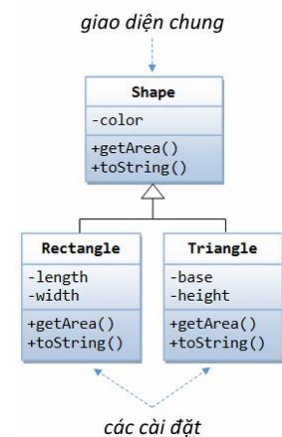 giao diện chung
Shape
-color
+getArea()
+toString()
Rectangle
-length
-width
+getArea()
+toString()
Triangle
-base
-height
+getArea()
+toString()
các cài đặt